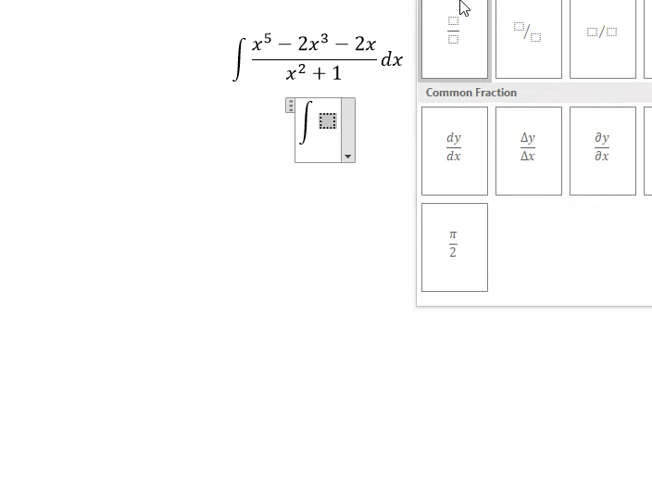 ∫ (x⁵ − 2x³ − 2x)/(x² + 1) dx
∫
Common Fraction
dy/dx Δy/Δx ∂y/∂x
π/2